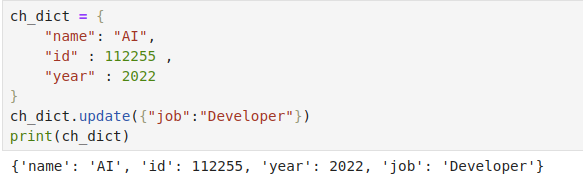 ch_dict = {
    "name": "AI",
    "id" : 112255 ,
    "year" : 2022
}
ch_dict.update({"job":"Developer"})
print(ch_dict)
{'name': 'AI', 'id': 112255, 'year': 2022, 'job': 'Developer'}